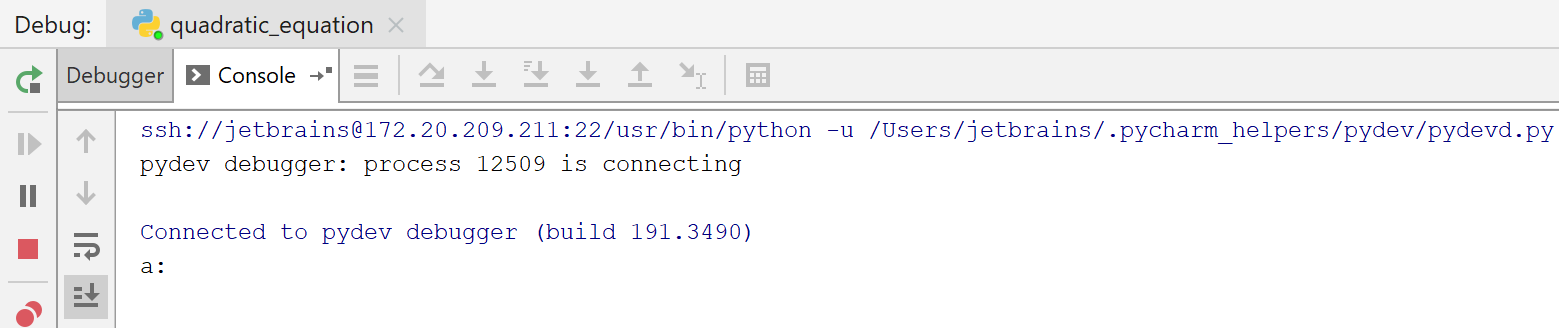 Debug: quadratic_equation
Debugger Console
ssh://jetbrains@172.20.209.211:22/usr/bin/python -u /Users/jetbrains/.pycharm_helpers/pydev/pydevd.py
pydev debugger: process 12509 is connecting
Connected to pydev debugger (build 191.3490)
a: